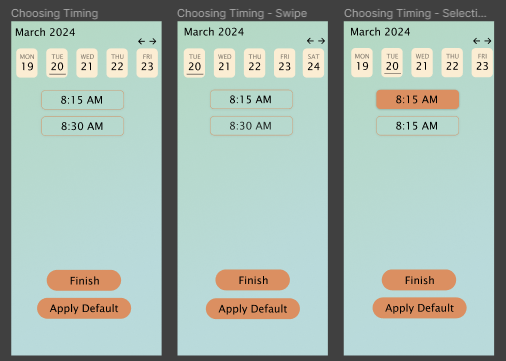 Choosing Timing
March 2024
← →
MON TUE WED THU FRI
19 20 21 22 23
8:15 AM
8:30 AM
Finish
Apply Default
Choosing Timing - Swipe
March 2024
← →
TUE WED THU FRI SAT
20 21 22 23 24
8:15 AM
8:30 AM
Finish
Apply Default
Choosing Timing - Selecti...
March 2024
← →
MON TUE WED THU FRI
19 20 21 22 23
8:15 AM
8:15 AM
Finish
Apply Default